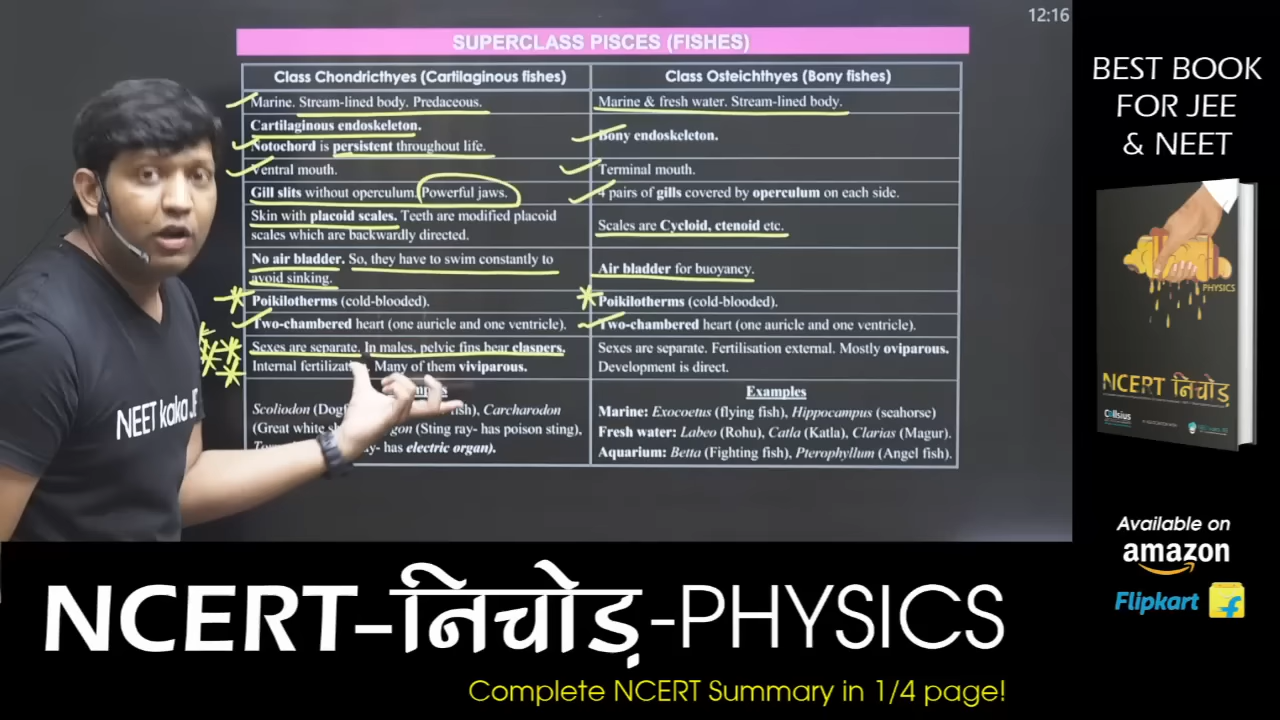 12:16
SUPERCLASS PISCES (FISHES)
Class Chondricthyes (Cartilaginous fishes)
Class Osteichthyes (Bony fishes)
Marine. Stream-lined body. Predaceous.
Marine & fresh water. Stream-lined body.
Cartilaginous endoskeleton.
Notochord is persistent throughout life.
Bony endoskeleton.
Ventral mouth.
Terminal mouth.
Gill slits without operculum. Powerful jaws.
4 pairs of gills covered by operculum on each side.
Skin with placoid scales. Teeth are modified placoid
scales which are backwardly directed.
Scales are Cycloid, ctenoid etc.
No air bladder. So, they have to swim constantly to
avoid sinking.
Air bladder for buoyancy.
Poikilotherms (cold-blooded).
Poikilotherms (cold-blooded).
Two-chambered heart (one auricle and one ventricle).
Two-chambered heart (one auricle and one ventricle).
Sexes are separate. In males, pelvic fins bear claspers.
Internal Many of them viviparous.
Sexes are separate. Fertilisation external. Mostly oviparous.
Development is direct.
Scoliodon Carcharodon
(Great white (Sting ray- has poison sting),
has electric organ).
Examples
Marine: Exocoetus (flying fish), Hippocampus (seahorse)
Fresh water: Labeo (Rohu), Catla (Katla), Clarias (Magur).
Aquarium: Betta (Fighting fish), Pterophyllum (Angel fish).
NEET kaka JEE
BEST BOOK
FOR JEE
& NEET
PHYSICS
NCERT निचोड़
Cellsius
Available on
amazon
Flipkart
NCERT-निचोड़-PHYSICS
Complete NCERT Summary in 1/4 page!